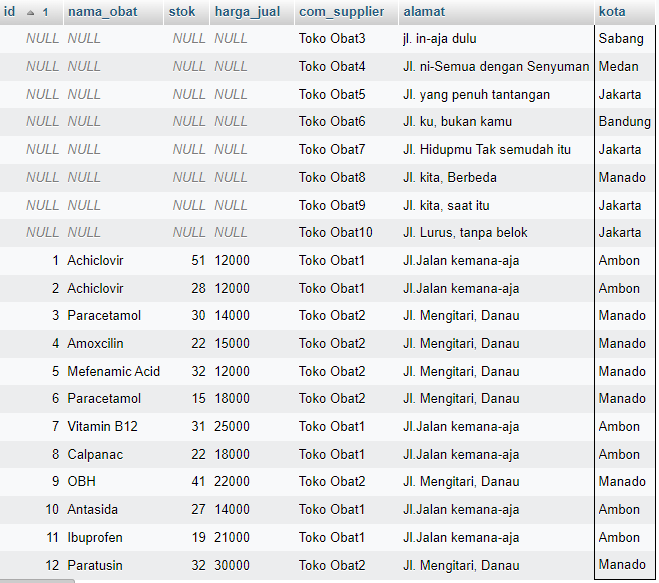 id 1 nama_obat stok harga_jual com_supplier alamat kota
NULL NULL NULL NULL Toko Obat3 jl. in-aja dulu Sabang
NULL NULL NULL NULL Toko Obat4 Jl. ni-Semua dengan Senyuman Medan
NULL NULL NULL NULL Toko Obat5 Jl. yang penuh tantangan Jakarta
NULL NULL NULL NULL Toko Obat6 Jl. ku, bukan kamu Bandung
NULL NULL NULL NULL Toko Obat7 Jl. Hidupmu Tak semudah itu Jakarta
NULL NULL NULL NULL Toko Obat8 Jl. kita, Berbeda Manado
NULL NULL NULL NULL Toko Obat9 Jl. kita, saat itu Jakarta
NULL NULL NULL NULL Toko Obat10 Jl. Lurus, tanpa belok Jakarta
1 Achiclovir 51 12000 Toko Obat1 Jl.Jalan kemana-aja Ambon
2 Achiclovir 28 12000 Toko Obat1 Jl.Jalan kemana-aja Ambon
3 Paracetamol 30 14000 Toko Obat2 Jl. Mengitari, Danau Manado
4 Amoxcilin 22 15000 Toko Obat2 Jl. Mengitari, Danau Manado
5 Mefenamic Acid 32 12000 Toko Obat2 Jl. Mengitari, Danau Manado
6 Paracetamol 15 18000 Toko Obat2 Jl. Mengitari, Danau Manado
7 Vitamin B12 31 25000 Toko Obat1 Jl.Jalan kemana-aja Ambon
8 Calpanac 22 18000 Toko Obat1 Jl.Jalan kemana-aja Ambon
9 OBH 41 22000 Toko Obat2 Jl. Mengitari, Danau Manado
10 Antasida 27 14000 Toko Obat1 Jl.Jalan kemana-aja Ambon
11 Ibuprofen 19 21000 Toko Obat1 Jl.Jalan kemana-aja Ambon
12 Paratusin 32 30000 Toko Obat2 Jl. Mengitari, Danau Manado